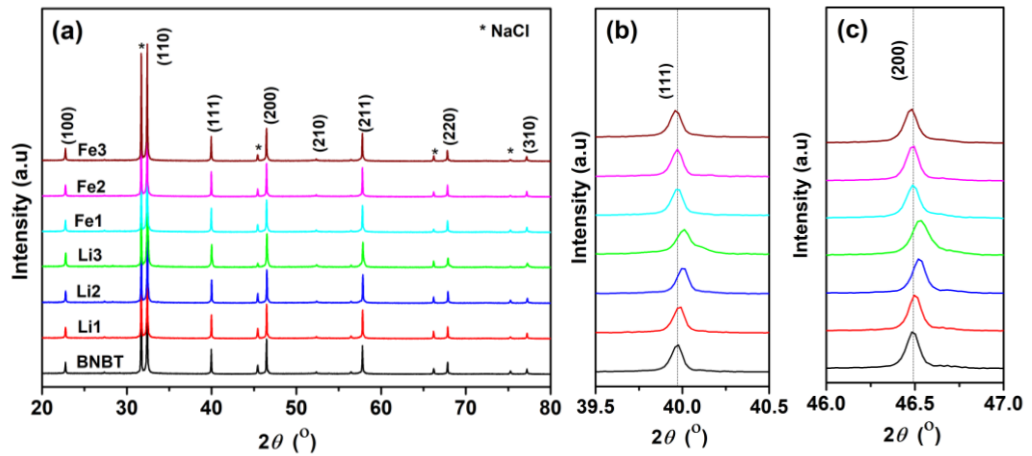 (a)
* NaCl
*
(110)
(100)
(111)
*
(200)
(210)
(211)
*
(220)
*
(310)
Fe3
Fe2
Fe1
Li3
Li2
Li1
BNBT
Intensity (a.u)
20 30 40 50 60 70 80
2θ (°)
(b)
(111)
Intensity (a.u)
39.5 40.0 40.5
2θ (°)
(c)
(200)
Intensity (a.u)
46.0 46.5 47.0
2θ (°)